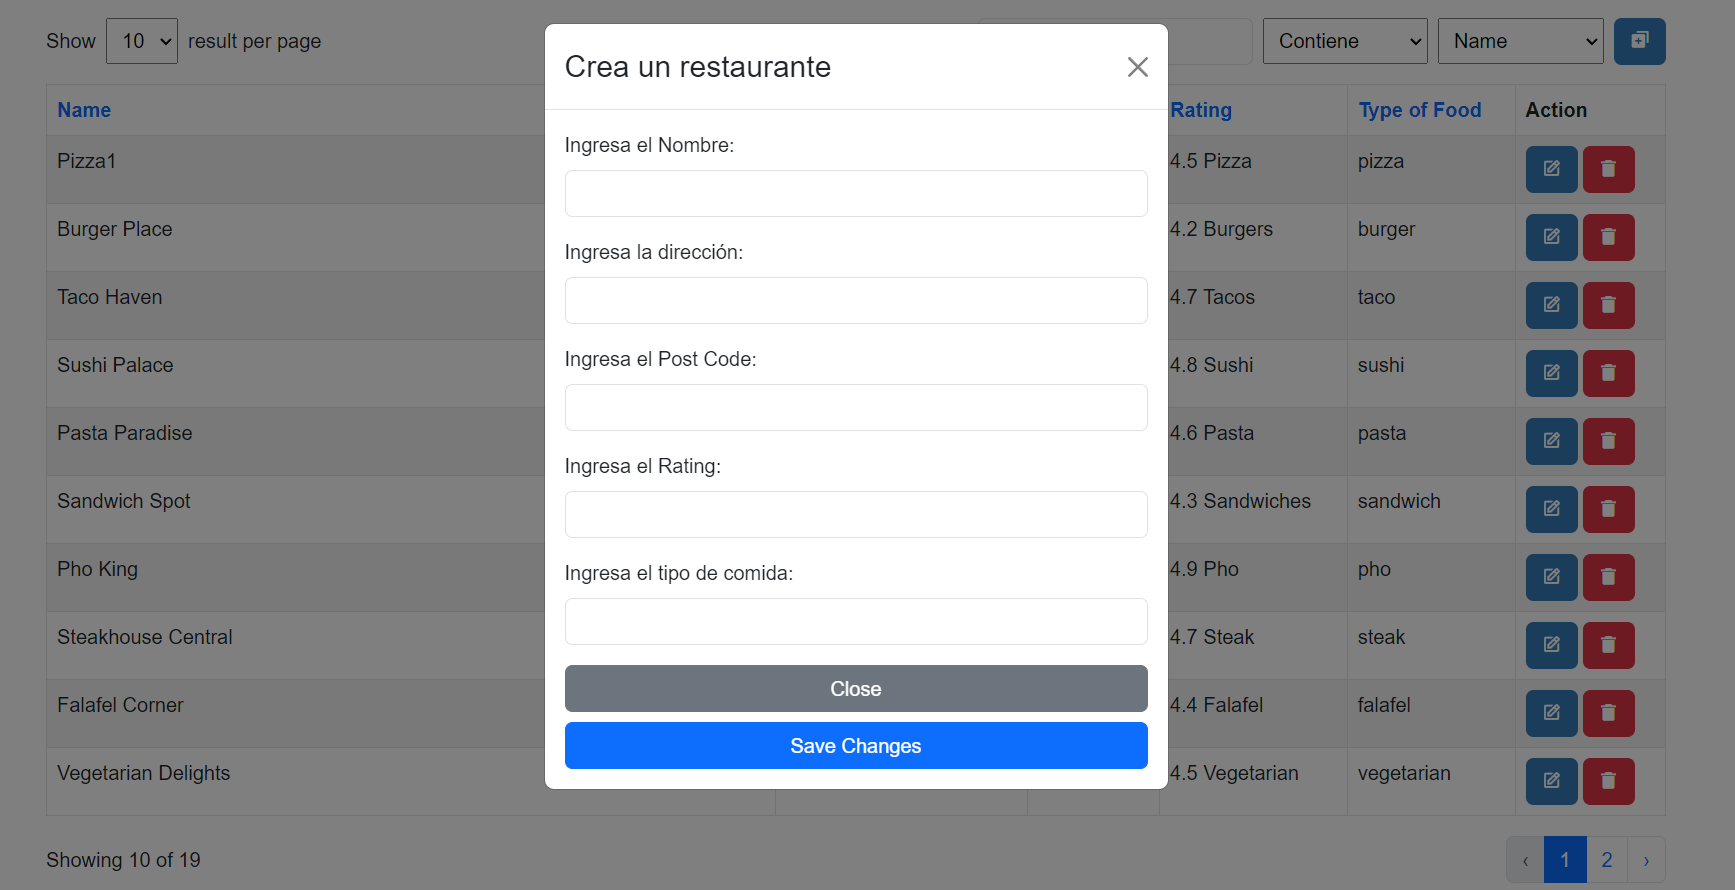 Show 10 result per page Contiene Name
Crea un restaurante
Name Rating Type of Food Action
Ingresa el Nombre:
Pizza1 4.5 Pizza pizza
Burger Place 4.2 Burgers burger
Ingresa la dirección:
Taco Haven 4.7 Tacos taco
Ingresa el Post Code:
Sushi Palace 4.8 Sushi sushi
Pasta Paradise 4.6 Pasta pasta
Ingresa el Rating:
Sandwich Spot 4.3 Sandwiches sandwich
Pho King 4.9 Pho pho
Ingresa el tipo de comida:
Steakhouse Central 4.7 Steak steak
Close
Falafel Corner 4.4 Falafel falafel
Save Changes
Vegetarian Delights 4.5 Vegetarian vegetarian
Showing 10 of 19 ‹ 1 2 ›